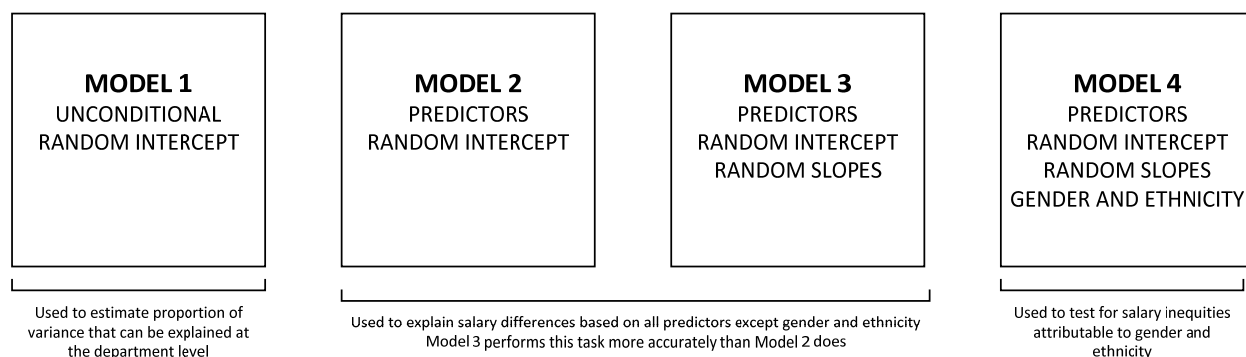 MODEL 1
UNCONDITIONAL
RANDOM INTERCEPT
MODEL 2
PREDICTORS
RANDOM INTERCEPT
MODEL 3
PREDICTORS
RANDOM INTERCEPT
RANDOM SLOPES
MODEL 4
PREDICTORS
RANDOM INTERCEPT
RANDOM SLOPES
GENDER AND ETHNICITY
Used to estimate proportion of
variance that can be explained at
the department level
Used to explain salary differences based on all predictors except gender and ethnicity
Model 3 performs this task more accurately than Model 2 does
Used to test for salary inequities
attributable to gender and
ethnicity